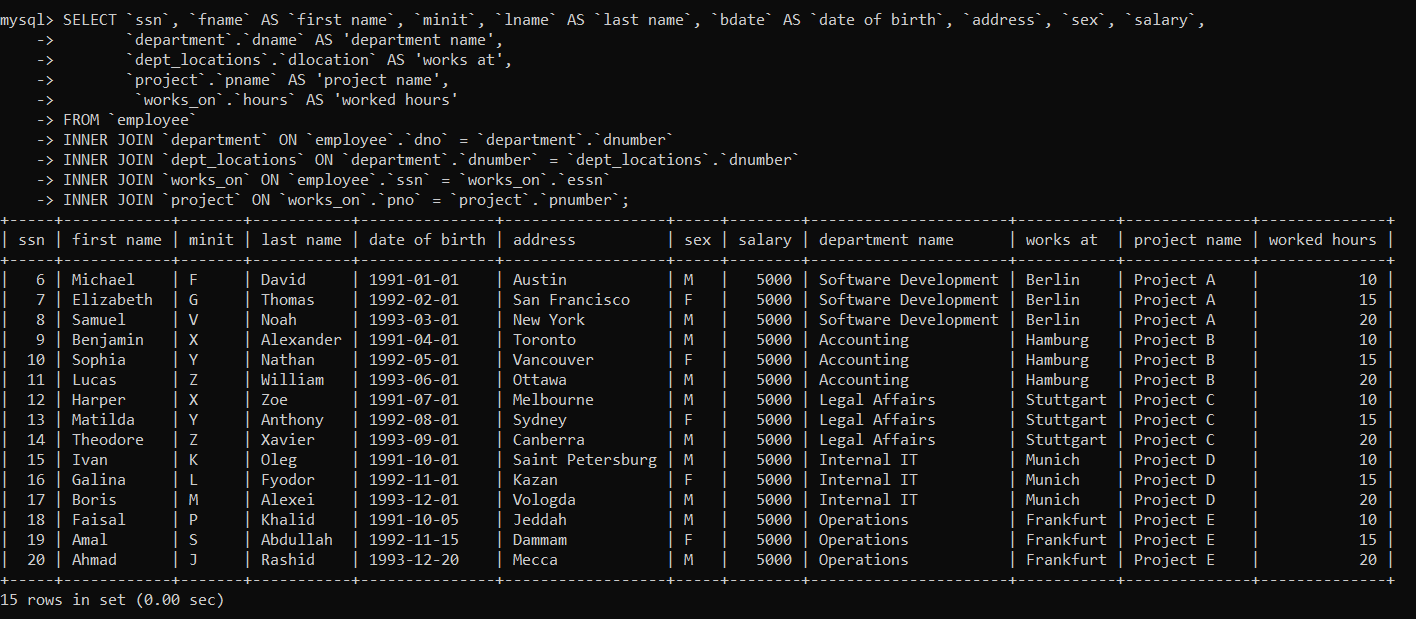 mysql> SELECT `ssn`, `fname` AS `first name`, `minit`, `lname` AS `last name`, `bdate` AS `date of birth`, `address`, `sex`, `salary`,
    ->        `department`.`dname` AS 'department name',
    ->        `dept_locations`.`dlocation` AS 'works at',
    ->        `project`.`pname` AS 'project name',
    ->         `works_on`.`hours` AS 'worked hours'
    -> FROM `employee`
    -> INNER JOIN `department` ON `employee`.`dno` = `department`.`dnumber`
    -> INNER JOIN `dept_locations` ON `department`.`dnumber` = `dept_locations`.`dnumber`
    -> INNER JOIN `works_on` ON `employee`.`ssn` = `works_on`.`essn`
    -> INNER JOIN `project` ON `works_on`.`pno` = `project`.`pnumber`;
+-----+------------+-------+-----------+---------------+------------------+-----+--------+----------------------+-----------+--------------+--------------+
| ssn | first name | minit | last name | date of birth | address          | sex | salary | department name      | works at  | project name | worked hours |
+-----+------------+-------+-----------+---------------+------------------+-----+--------+----------------------+-----------+--------------+--------------+
|   6 | Michael    | F     | David     | 1991-01-01    | Austin           | M   |   5000 | Software Development | Berlin    | Project A    |           10 |
|   7 | Elizabeth  | G     | Thomas    | 1992-02-01    | San Francisco    | F   |   5000 | Software Development | Berlin    | Project A    |           15 |
|   8 | Samuel     | V     | Noah      | 1993-03-01    | New York         | M   |   5000 | Software Development | Berlin    | Project A    |           20 |
|   9 | Benjamin   | X     | Alexander | 1991-04-01    | Toronto          | M   |   5000 | Accounting           | Hamburg   | Project B    |           10 |
|  10 | Sophia     | Y     | Nathan    | 1992-05-01    | Vancouver        | F   |   5000 | Accounting           | Hamburg   | Project B    |           15 |
|  11 | Lucas      | Z     | William   | 1993-06-01    | Ottawa           | M   |   5000 | Accounting           | Hamburg   | Project B    |           20 |
|  12 | Harper     | X     | Zoe       | 1991-07-01    | Melbourne        | M   |   5000 | Legal Affairs        | Stuttgart | Project C    |           10 |
|  13 | Matilda    | Y     | Anthony   | 1992-08-01    | Sydney           | F   |   5000 | Legal Affairs        | Stuttgart | Project C    |           15 |
|  14 | Theodore   | Z     | Xavier    | 1993-09-01    | Canberra         | M   |   5000 | Legal Affairs        | Stuttgart | Project C    |           20 |
|  15 | Ivan       | K     | Oleg      | 1991-10-01    | Saint Petersburg | M   |   5000 | Internal IT          | Munich    | Project D    |           10 |
|  16 | Galina     | L     | Fyodor    | 1992-11-01    | Kazan            | F   |   5000 | Internal IT          | Munich    | Project D    |           15 |
|  17 | Boris      | M     | Alexei    | 1993-12-01    | Vologda          | M   |   5000 | Internal IT          | Munich    | Project D    |           20 |
|  18 | Faisal     | P     | Khalid    | 1991-10-05    | Jeddah           | M   |   5000 | Operations           | Frankfurt | Project E    |           10 |
|  19 | Amal       | S     | Abdullah  | 1992-11-15    | Dammam           | F   |   5000 | Operations           | Frankfurt | Project E    |           15 |
|  20 | Ahmad      | J     | Rashid    | 1993-12-20    | Mecca            | M   |   5000 | Operations           | Frankfurt | Project E    |           20 |
+-----+------------+-------+-----------+---------------+------------------+-----+--------+----------------------+-----------+--------------+--------------+
15 rows in set (0.00 sec)